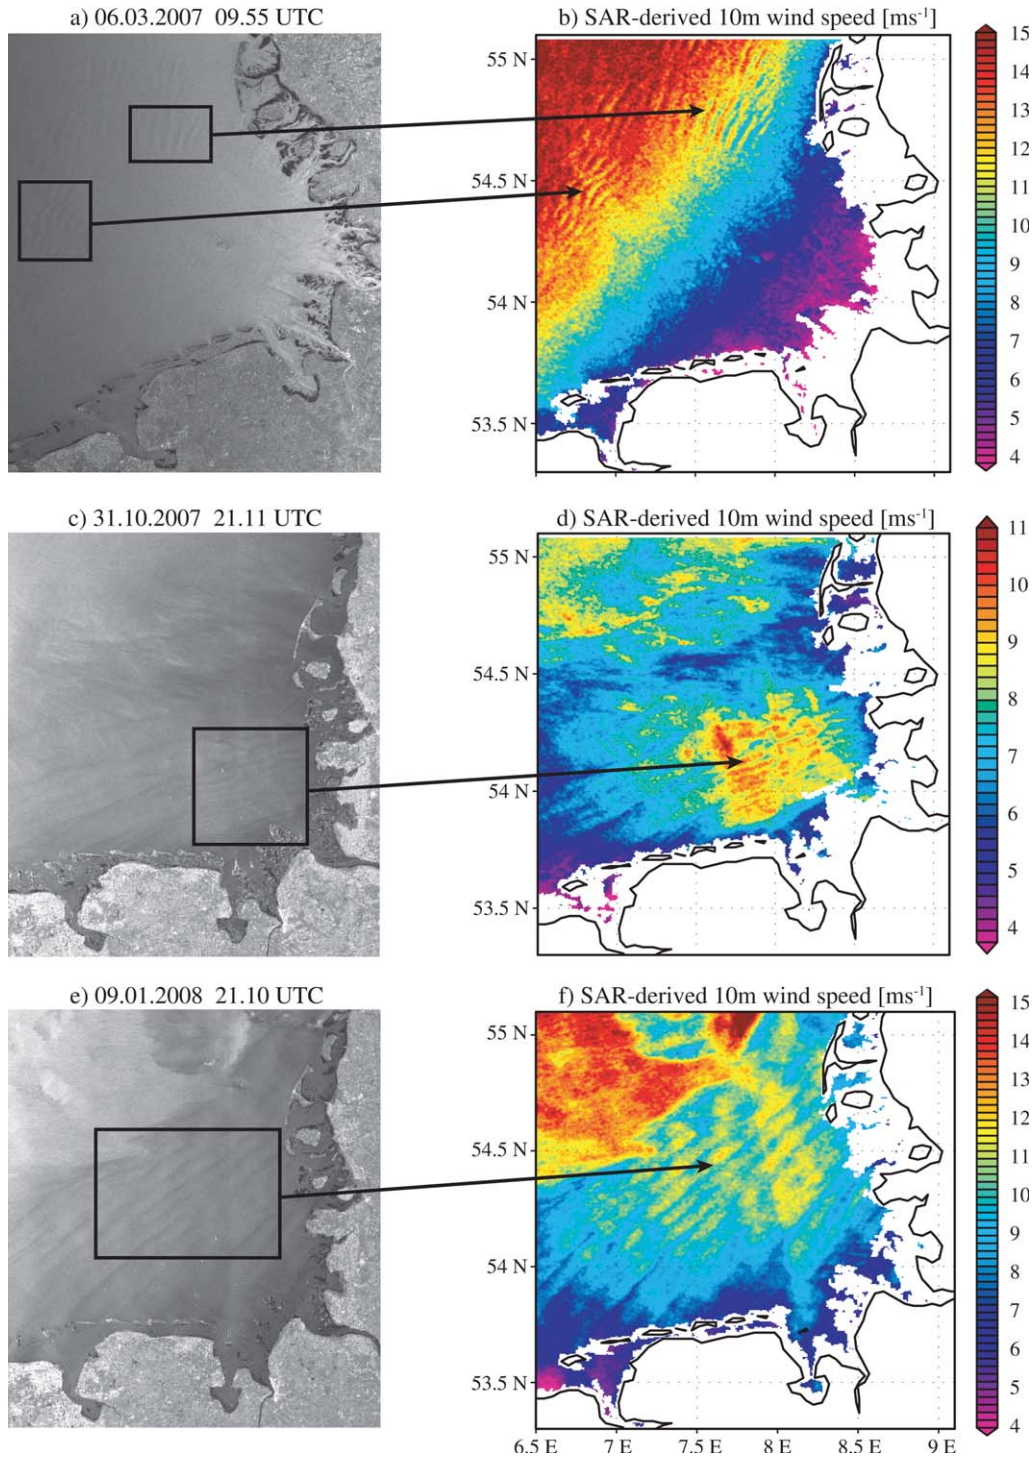 a) 06.03.2007 09.55 UTC
b) SAR-derived 10m wind speed [ms⁻¹]
55 N
54.5 N
54 N
53.5 N
15
14
13
12
11
10
9
8
7
6
5
4
c) 31.10.2007 21.11 UTC
d) SAR-derived 10m wind speed [ms⁻¹]
55 N
54.5 N
54 N
53.5 N
11
10
9
8
7
6
5
4
e) 09.01.2008 21.10 UTC
f) SAR-derived 10m wind speed [ms⁻¹]
55 N
54.5 N
54 N
53.5 N
15
14
13
12
11
10
9
8
7
6
5
4
6.5 E 7 E 7.5 E 8 E 8.5 E 9 E